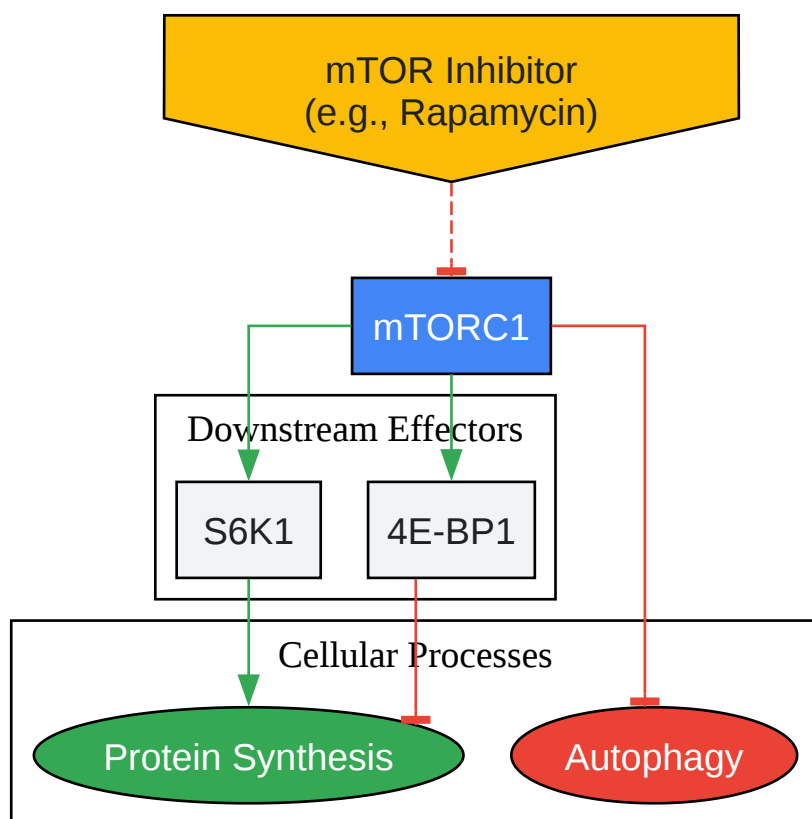 mTOR Inhibitor
(e.g., Rapamycin)
mTORC1
Downstream Effectors
S6K1
4E-BP1
Cellular Processes
Protein Synthesis
Autophagy